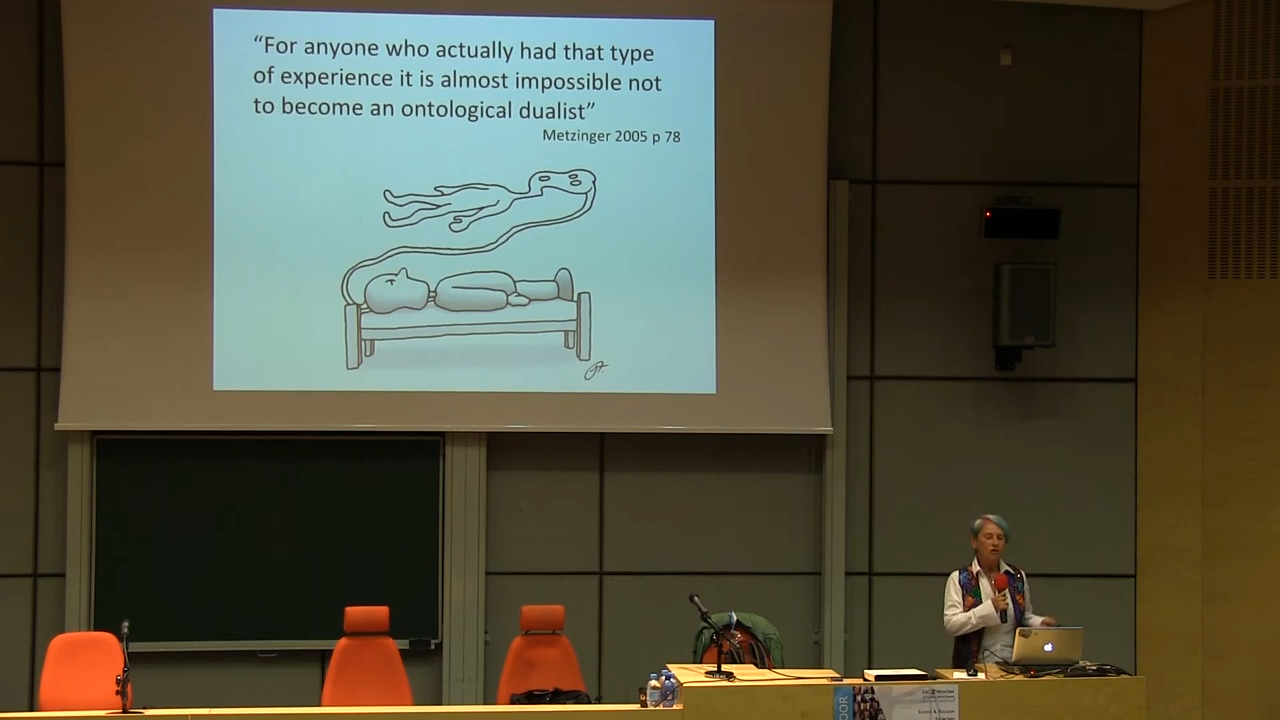 “For anyone who actually had that type
of experience it is almost impossible not
to become an ontological dualist”
Metzinger 2005 p 78